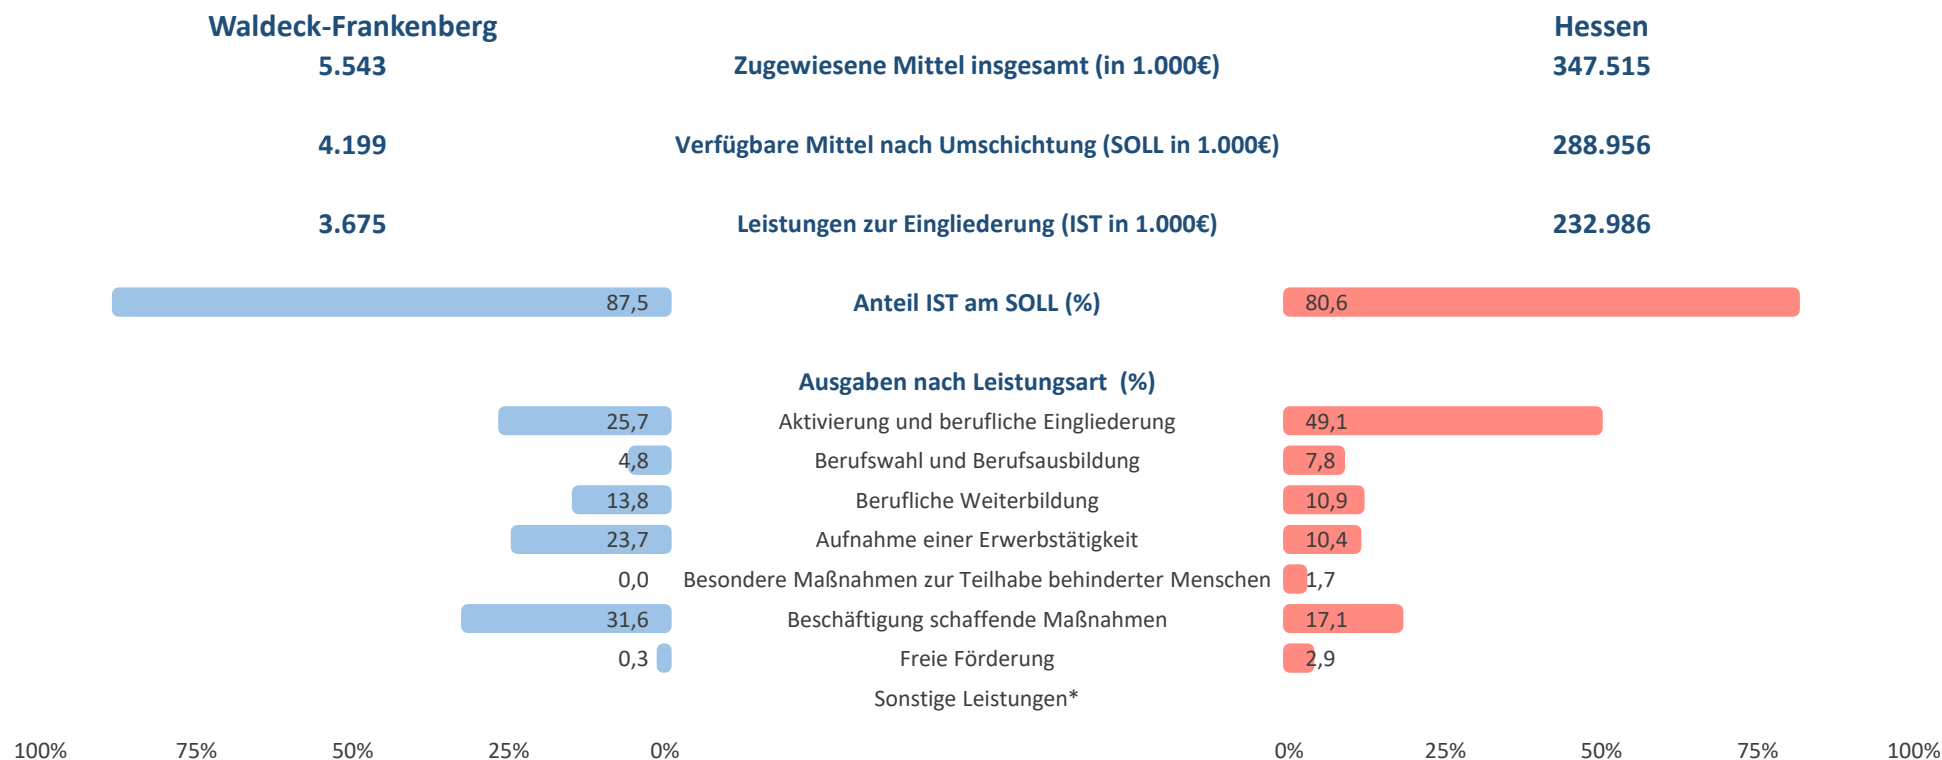 Waldeck-Frankenberg Hessen
5.543 Zugewiesene Mittel insgesamt (in 1.000€) 347.515
4.199 Verfügbare Mittel nach Umschichtung (SOLL in 1.000€) 288.956
3.675 Leistungen zur Eingliederung (IST in 1.000€) 232.986
87,5 Anteil IST am SOLL (%) 80,6
Ausgaben nach Leistungsart (%)
25,7 Aktivierung und berufliche Eingliederung 49,1
4,8 Berufswahl und Berufsausbildung 7,8
13,8 Berufliche Weiterbildung 10,9
23,7 Aufnahme einer Erwerbstätigkeit 10,4
0,0 Besondere Maßnahmen zur Teilhabe behinderter Menschen 1,7
31,6 Beschäftigung schaffende Maßnahmen 17,1
0,3 Freie Förderung 2,9
Sonstige Leistungen*
100% 75% 50% 25% 0% 0% 25% 50% 75% 100%